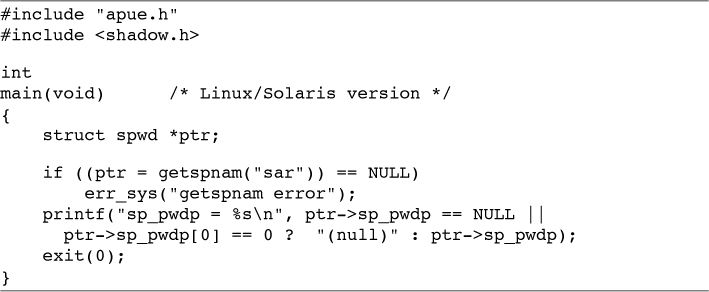 #include "apue.h"
#include <shadow.h>
int
main(void)      /* Linux/Solaris version */
{
    struct spwd *ptr;
    if ((ptr = getspnam("sar")) == NULL)
        err_sys("getspnam error");
    printf("sp_pwdp = %s\n", ptr->sp_pwdp == NULL ||
      ptr->sp_pwdp[0] == 0 ?  "(null)" : ptr->sp_pwdp);
    exit(0);
}